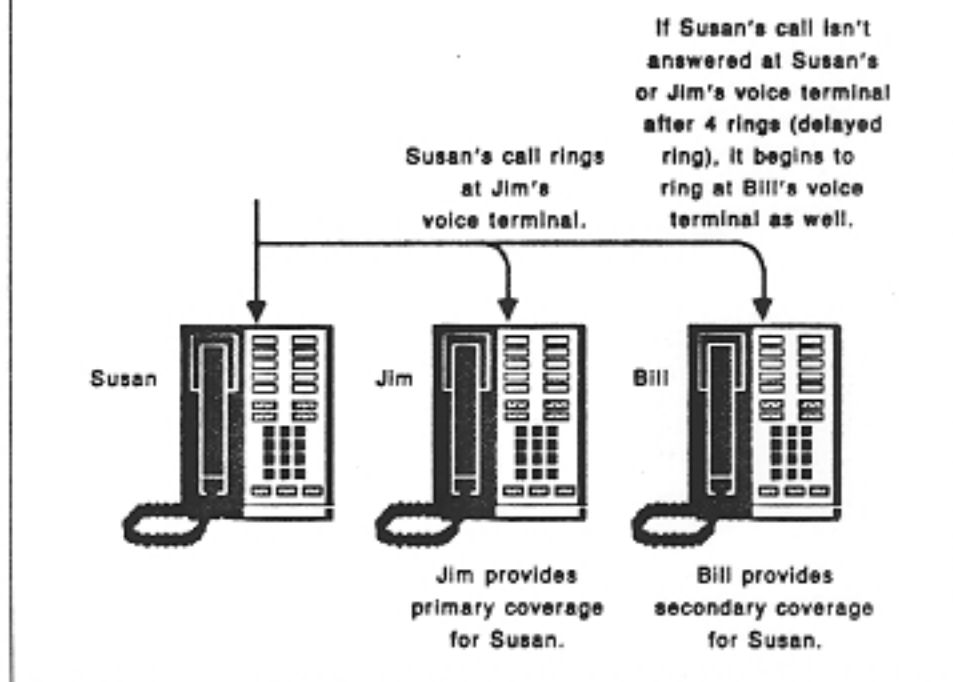 Susan's call rings
at Jim's
voice terminal.
If Susan's call isn't
answered at Susan's
or Jim's voice terminal
after 4 rings (delayed
ring), it begins to
ring at Bill's voice
terminal as well.
Susan
Jim
Bill
Jim provides
primary coverage
for Susan.
Bill provides
secondary coverage
for Susan.